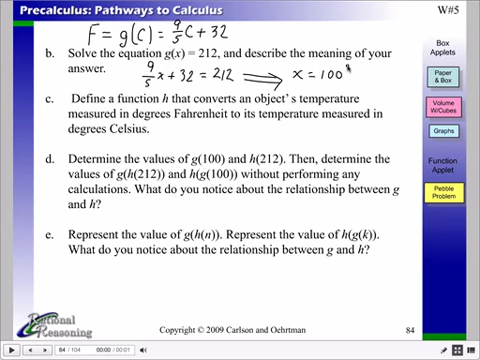 Precalculus: Pathways to Calculus
W#5
F = g(C) = 9/5 C + 32
b. Solve the equation g(x) = 212, and describe the meaning of your
answer.
9/5 x + 32 = 212 ⟹ x = 100
c. Define a function h that converts an object's temperature
measured in degrees Fahrenheit to its temperature measured in
degrees Celsius.
d. Determine the values of g(100) and h(212). Then, determine the
values of g(h(212)) and h(g(100)) without performing any
calculations. What do you notice about the relationship between g
and h?
e. Represent the value of g(h(n)). Represent the value of h(g(k)).
What do you notice about the relationship between g and h?
Box
Applets
Paper
& Box
Volume
W/Cubes
Graphs
Function
Applet
Pebble
Problem
Rational
Reasoning
Copyright © 2009 Carlson and Oehrtman
84
84 / 104
00:00 / 00:01